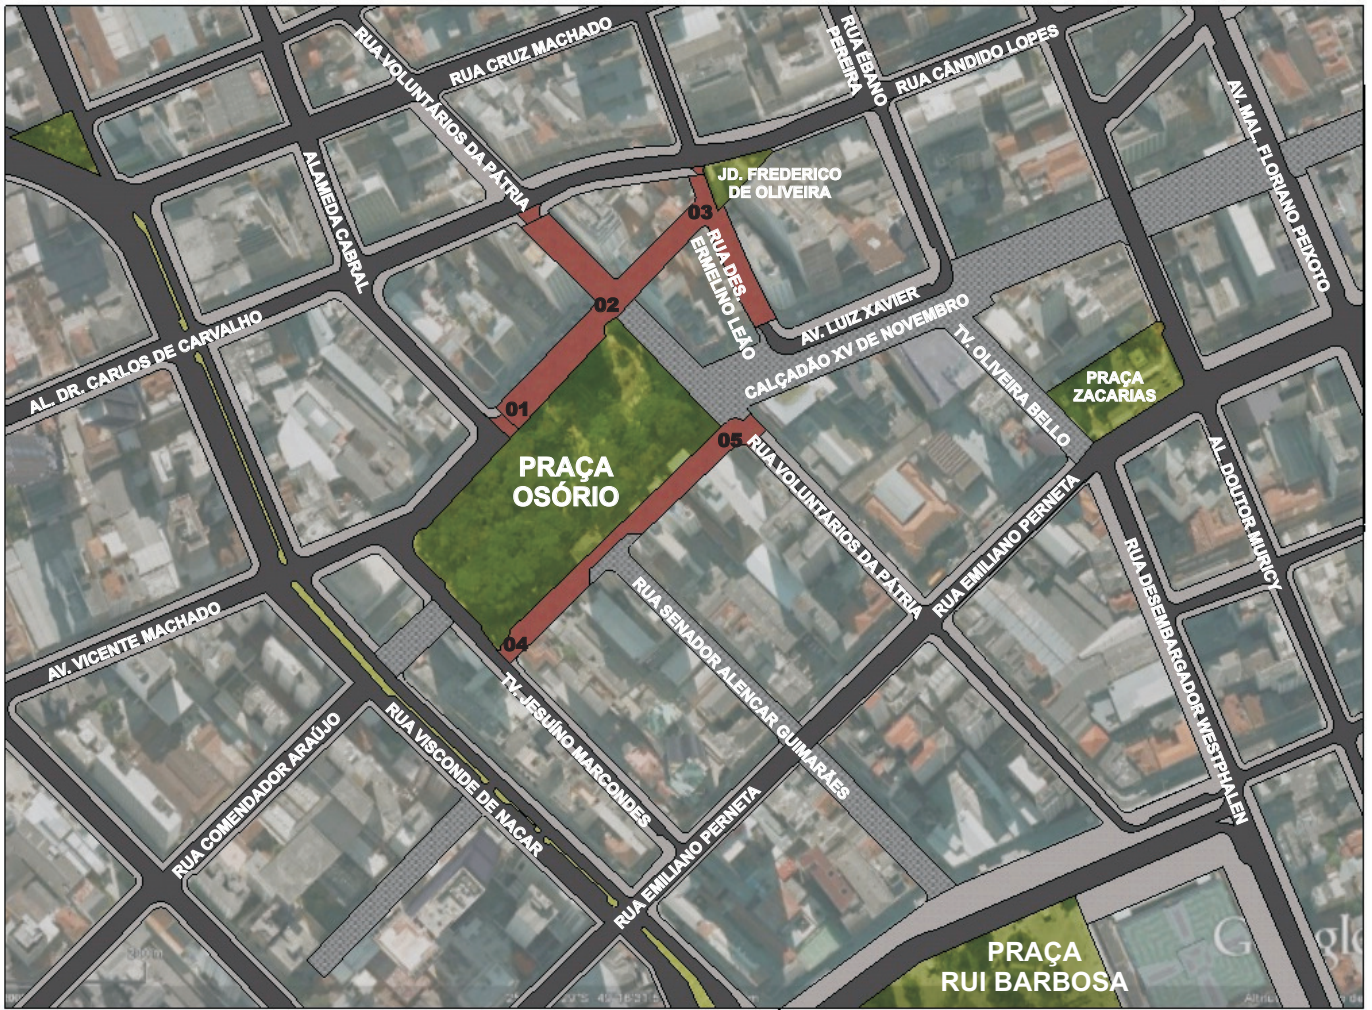 RUA VOLUNTÁRIOS DA PÁTRIA
RUA CRUZ MACHADO
RUA ÉBANO
PEREIRA
RUA CÂNDIDO LOPES
AV. MAL. FLORIANO PEIXOTO
ALAMEDA CABRAL
JD. FREDERICO
DE OLIVEIRA
03
RUA DES.
ERMELINO LEÃO
02
AV. LUIZ XAVIER
CALÇADÃO XV DE NOVEMBRO
AL. DR. CARLOS DE CARVALHO
TV. OLIVEIRA BELLO
PRAÇA
ZACARIAS
01
05
PRAÇA
OSÓRIO
RUA VOLUNTÁRIOS DA PÁTRIA
RUA EMILIANO PERNETA
AL. DOUTOR MURICY
RUA DESEMBARGADOR WESTPHALEN
AV. VICENTE MACHADO
04
RUA SENADOR ALENCAR GUIMARÃES
TV. JESUÍNO MARCONDES
RUA COMENDADOR ARAÚJO
RUA VISCONDE DE NACAR
RUA EMILIANO PERNETA
PRAÇA
RUI BARBOSA